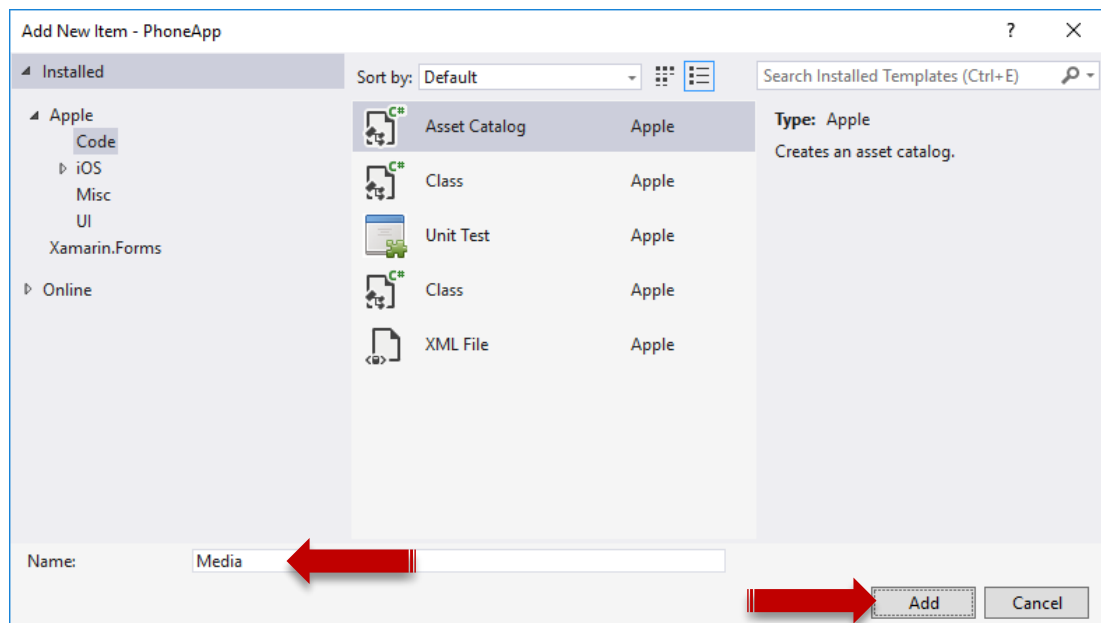 Add New Item - PhoneApp
?
Installed
Sort by: Default
Search Installed Templates (Ctrl+E)
Apple
Code
iOS
Misc
UI
Xamarin.Forms
Online
C# Asset Catalog Apple
C# Class Apple
Unit Test Apple
C# Class Apple
XML File Apple
Type: Apple
Creates an asset catalog.
Name: Media
Add Cancel